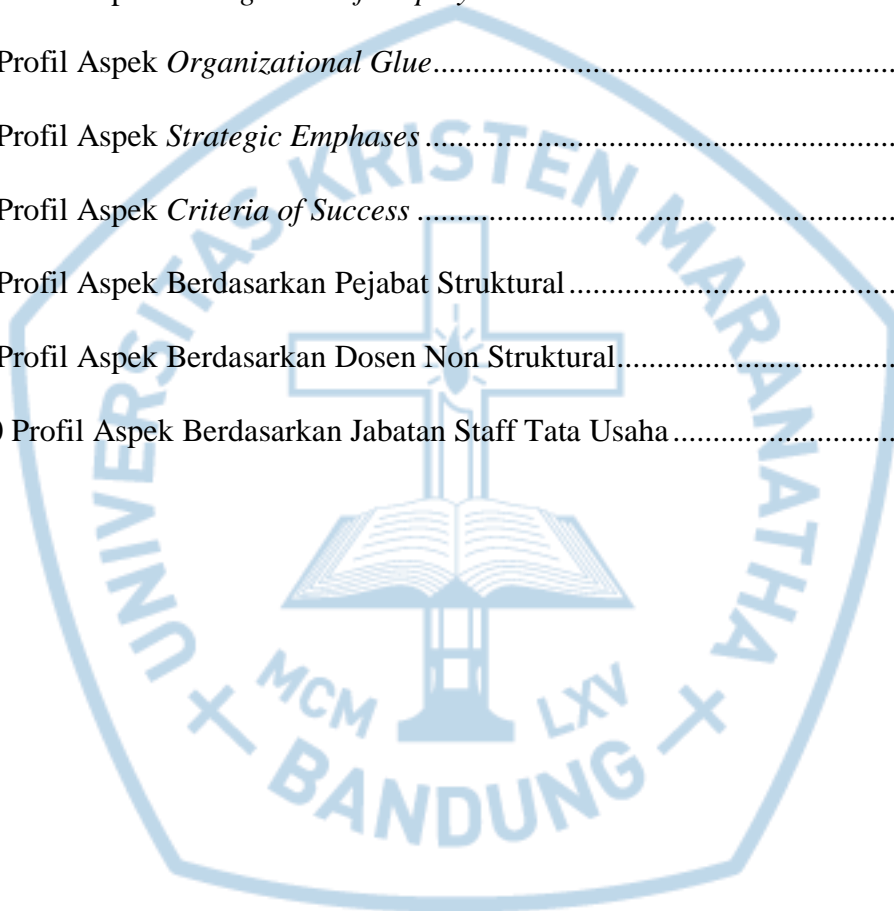 Profil Aspek Organizational Glue
Profil Aspek Strategic Emphases
Profil Aspek Criteria of Success
Profil Aspek Berdasarkan Pejabat Struktural
Profil Aspek Berdasarkan Dosen Non Struktural
Profil Aspek Berdasarkan Jabatan Staff Tata Usaha
UNIVERSITAS KRISTEN MARANATHA
MCM LXV
BANDUNG